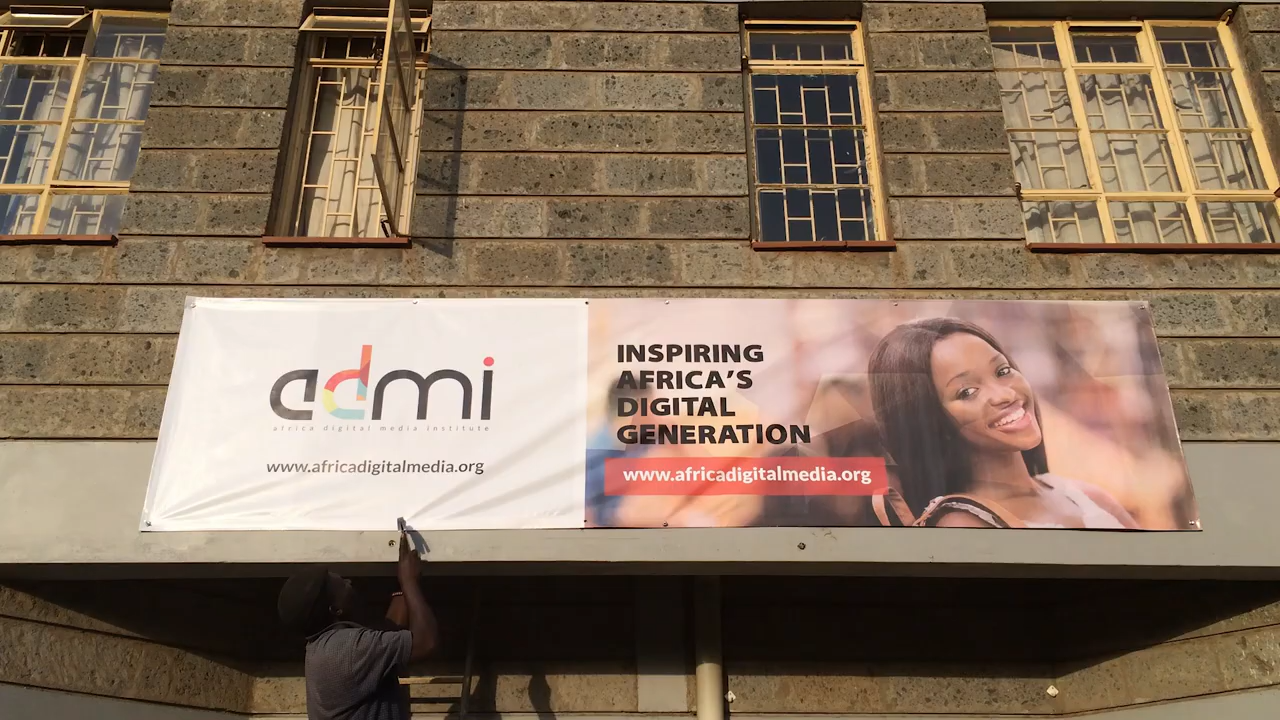 admi
africa digital media institute
www.africadigitalmedia.org
INSPIRING
AFRICA'S
DIGITAL
GENERATION
www.africadigitalmedia.org